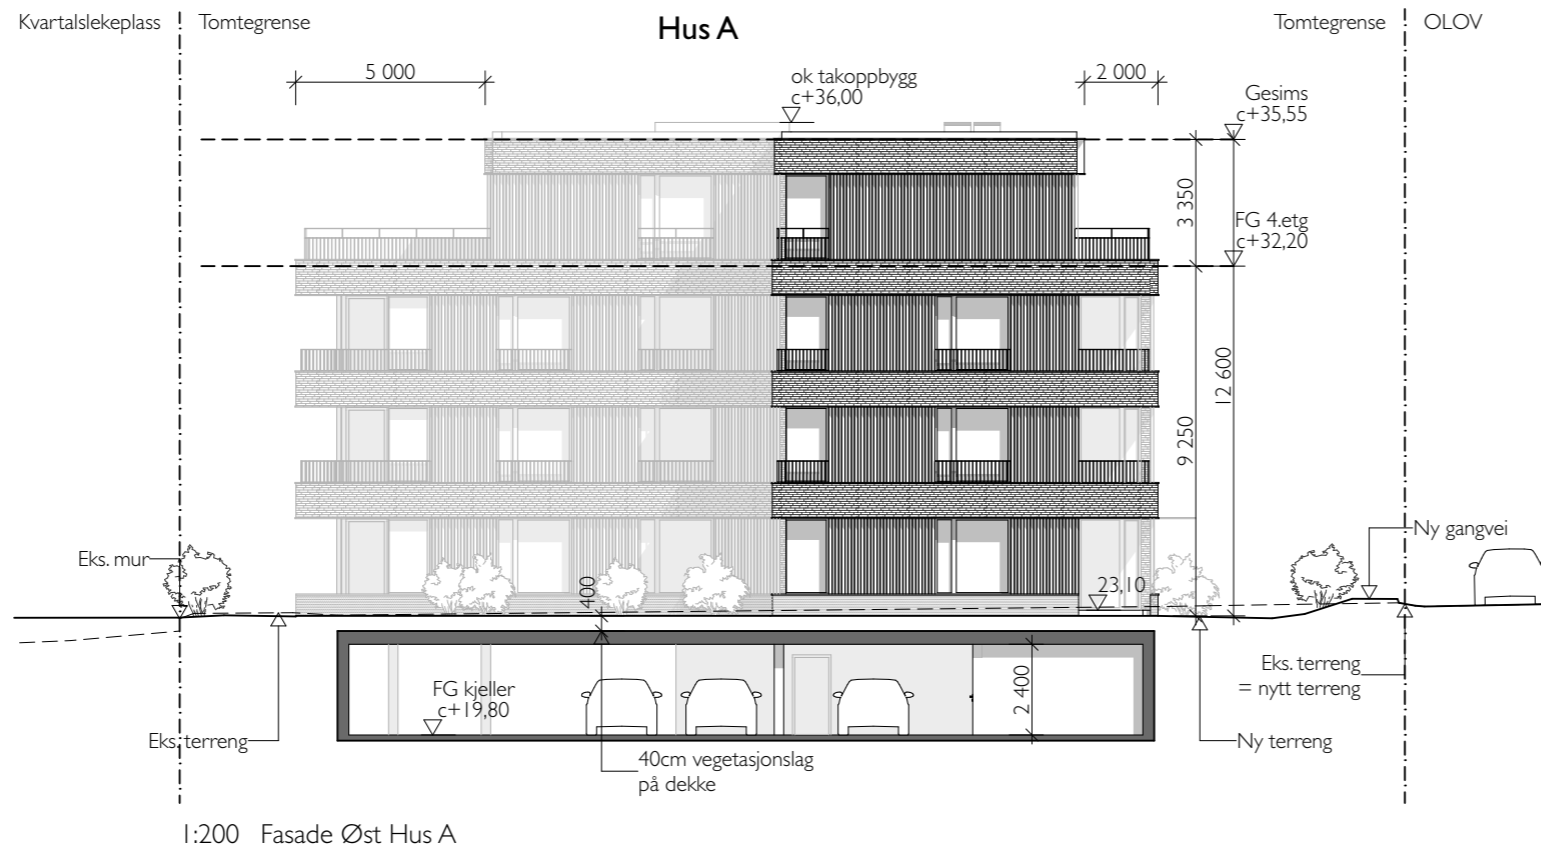 Kvartalslekeplass
Tomtegrense
Hus A
Tomtegrense
OLOV
5 000
ok takoppbygg
c+36,00
2 000
Gesims
c+35,55
3 350
FG 4.etg
c+32,20
12 600
9 250
Eks. mur
Ny gangvei
400
23,10
FG kjeller
c+19,80
2 400
Eks. terreng
= nytt terreng
Eks. terreng
Ny terreng
40cm vegetasjonslag
på dekke
1:200 Fasade Øst Hus A